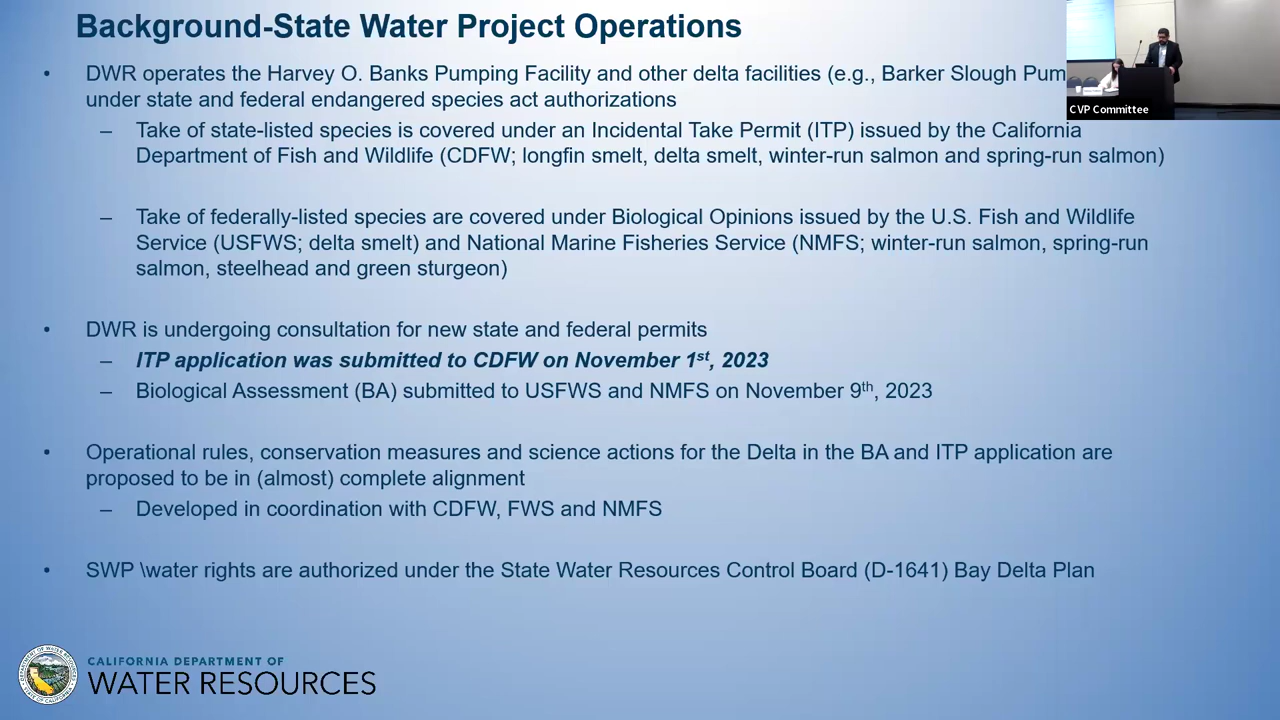 Background-State Water Project Operations
• DWR operates the Harvey O. Banks Pumping Facility and other delta facilities (e.g., Barker Slough Pum
under state and federal endangered species act authorizations
CVP Committee
– Take of state-listed species is covered under an Incidental Take Permit (ITP) issued by the California
Department of Fish and Wildlife (CDFW; longfin smelt, delta smelt, winter-run salmon and spring-run salmon)
– Take of federally-listed species are covered under Biological Opinions issued by the U.S. Fish and Wildlife
Service (USFWS; delta smelt) and National Marine Fisheries Service (NMFS; winter-run salmon, spring-run
salmon, steelhead and green sturgeon)
• DWR is undergoing consultation for new state and federal permits
– ITP application was submitted to CDFW on November 1st, 2023
– Biological Assessment (BA) submitted to USFWS and NMFS on November 9th, 2023
• Operational rules, conservation measures and science actions for the Delta in the BA and ITP application are
proposed to be in (almost) complete alignment
– Developed in coordination with CDFW, FWS and NMFS
• SWP \water rights are authorized under the State Water Resources Control Board (D-1641) Bay Delta Plan
CALIFORNIA DEPARTMENT OF
WATER RESOURCES